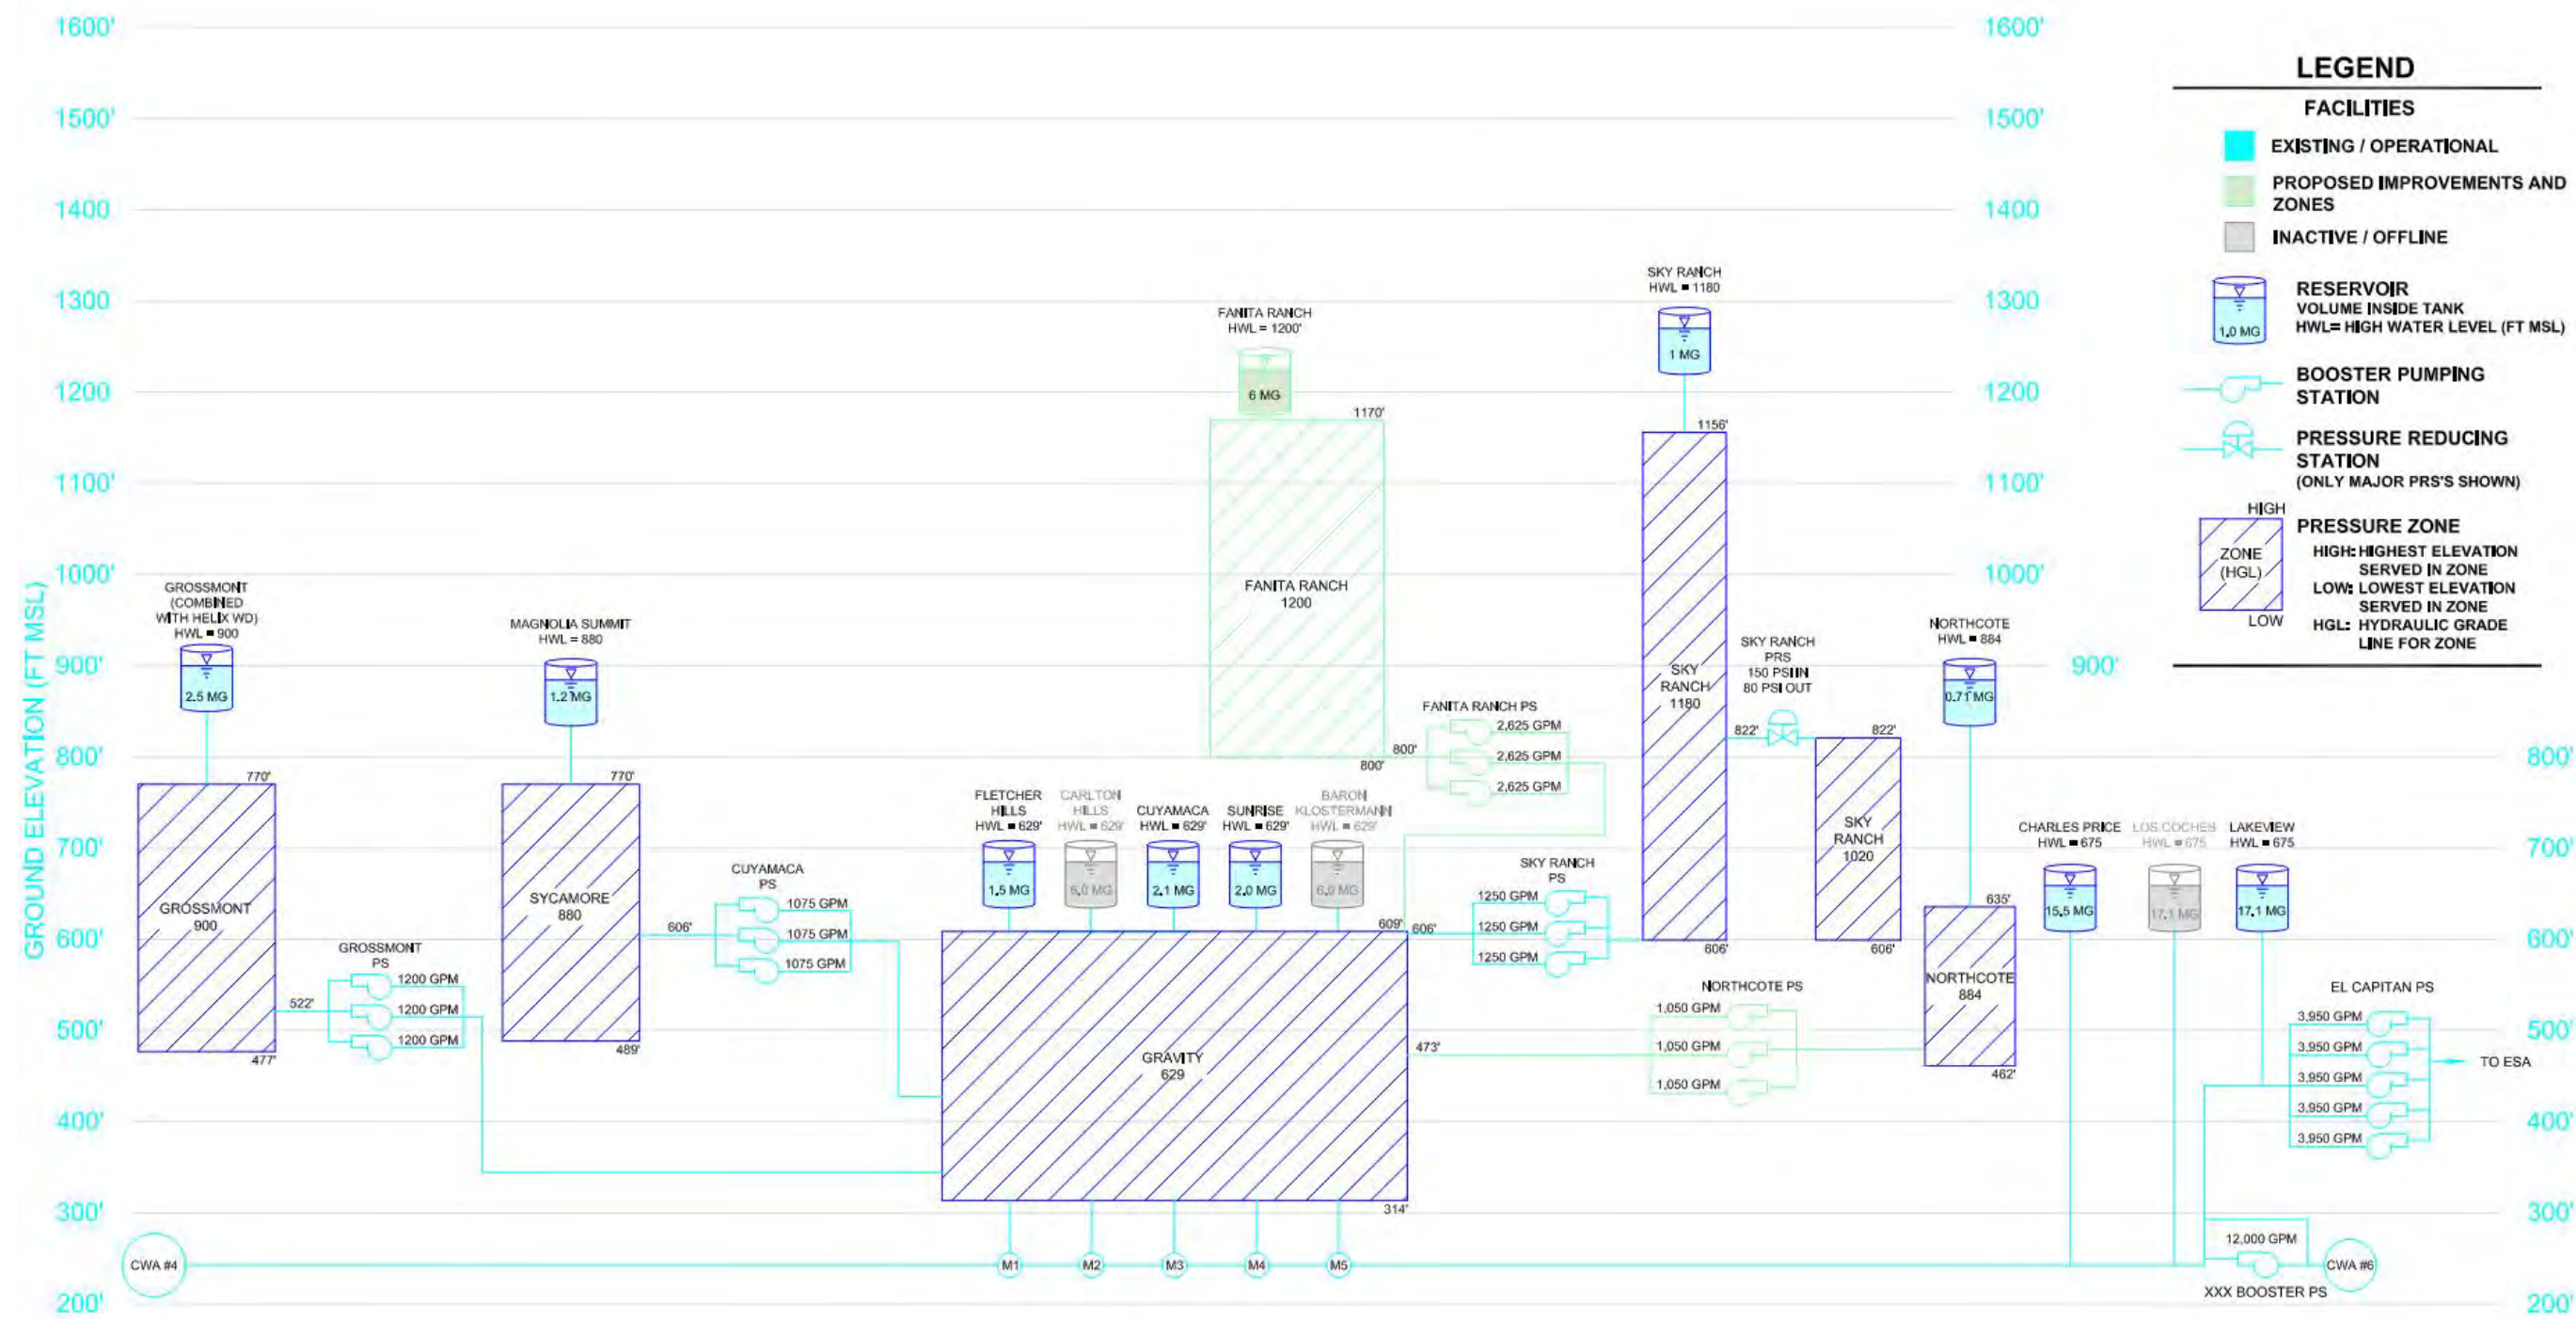 1600'
1500'
1400'
1300
1200
1100'
1000'
900'
800'
700'
600'
500'
400'
300'
200'
GROUND ELEVATION (FT MSL)
1600'
1500'
1400
1300
1200
1100'
1000'
900'
800'
700'
600'
500'
400'
300'
200'
LEGEND
FACILITIES
EXISTING / OPERATIONAL
PROPOSED IMPROVEMENTS AND
ZONES
INACTIVE / OFFLINE
1.0 MG
RESERVOIR
VOLUME INSIDE TANK
HWL= HIGH WATER LEVEL (FT MSL)
BOOSTER PUMPING
STATION
PRESSURE REDUCING
STATION
(ONLY MAJOR PRS'S SHOWN)
HIGH
ZONE
(HGL)
LOW
PRESSURE ZONE
HIGH: HIGHEST ELEVATION
SERVED IN ZONE
LOW: LOWEST ELEVATION
SERVED IN ZONE
HGL: HYDRAULIC GRADE
LINE FOR ZONE
GROSSMONT
(COMBINED
WITH HELIX WD)
HWL = 900
2.5 MG
770'
GROSSMONT
900
477'
522'
GROSSMONT
PS
1200 GPM
1200 GPM
1200 GPM
MAGNOLIA SUMMIT
HWL = 880
1.2 MG
770'
SYCAMORE
880
489'
606'
CUYAMACA
PS
1075 GPM
1075 GPM
1075 GPM
FLETCHER
HILLS
HWL = 629'
1.5 MG
CARLTON
HILLS
HWL = 629'
6.0 MG
CUYAMACA
HWL = 629'
2.1 MG
SUNRISE
HWL = 629'
2.0 MG
BARON
KLOSTERMANN
HWL = 629'
6.0 MG
609'
GRAVITY
629
314'
FANITA RANCH
HWL = 1200'
6 MG
1170'
FANITA RANCH
1200
800'
800'
FANITA RANCH PS
2,625 GPM
2,625 GPM
2,625 GPM
606'
SKY RANCH
PS
1250 GPM
1250 GPM
1250 GPM
SKY RANCH
HWL = 1180
1 MG
1156'
SKY
RANCH
1180
606'
SKY RANCH
PRS
150 PSI IN
80 PSI OUT
822'
822'
SKY
RANCH
1020
606'
473'
NORTHCOTE PS
1,050 GPM
1,050 GPM
1,050 GPM
NORTHCOTE
HWL = 884
0.71 MG
635'
NORTHCOTE
884
462'
CHARLES PRICE
HWL = 675
15.5 MG
LOS COCHES
HWL = 675
17.1 MG
LAKEVIEW
HWL = 675
17.1 MG
EL CAPITAN PS
3,950 GPM
3,950 GPM
3,950 GPM
3,950 GPM
3,950 GPM
TO ESA
CWA #4
M1
M2
M3
M4
M5
12,000 GPM
CWA #6
XXX BOOSTER PS